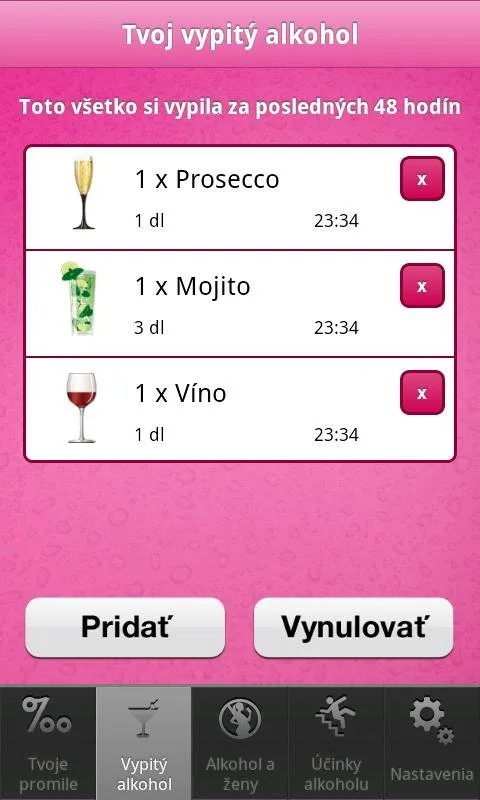 Tvoj vypitý alkohol
Toto všetko si vypila za posledných 48 hodín
1 x Prosecco
x
1 dl
23:34
1 x Mojito
x
3 dl
23:34
1 x Víno
x
1 dl
23:34
Pridať
Vynulovať
‰
Tvoje
promile
Vypitý
alkohol
Alkohol a
ženy
Účinky
alkoholu
Nastavenia